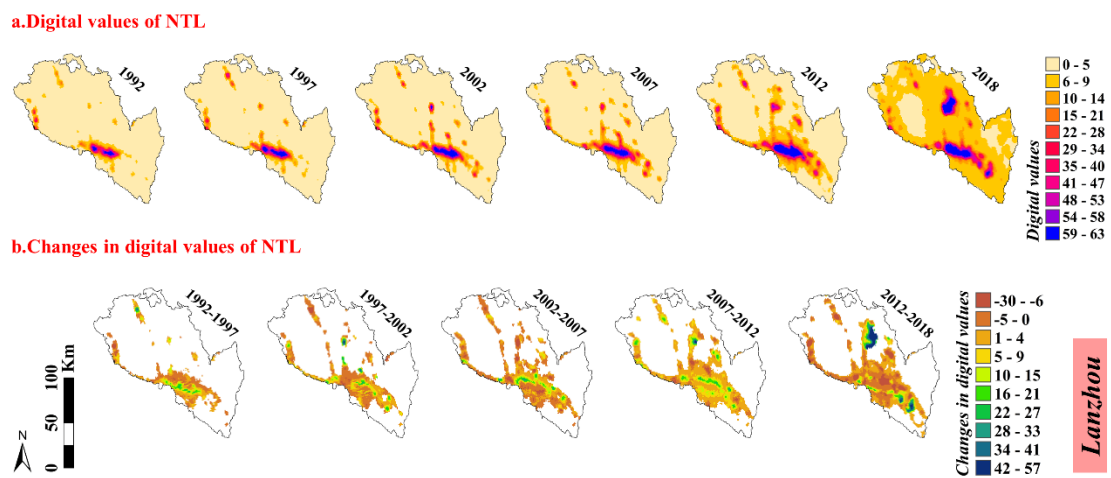 a.Digital values of NTL
1992
1997
2002
2007
2012
2018
Digital values
0 - 5
6 - 9
10 - 14
15 - 21
22 - 28
29 - 34
35 - 40
41 - 47
48 - 53
54 - 58
59 - 63
b.Changes in digital values of NTL
1992-1997
1997-2002
2002-2007
2007-2012
2012-2018
Changes in digital values
-30 - -6
-5 - 0
1 - 4
5 - 9
10 - 15
16 - 21
22 - 27
28 - 33
34 - 41
42 - 57
N
0 50 100
Km
Lanzhou